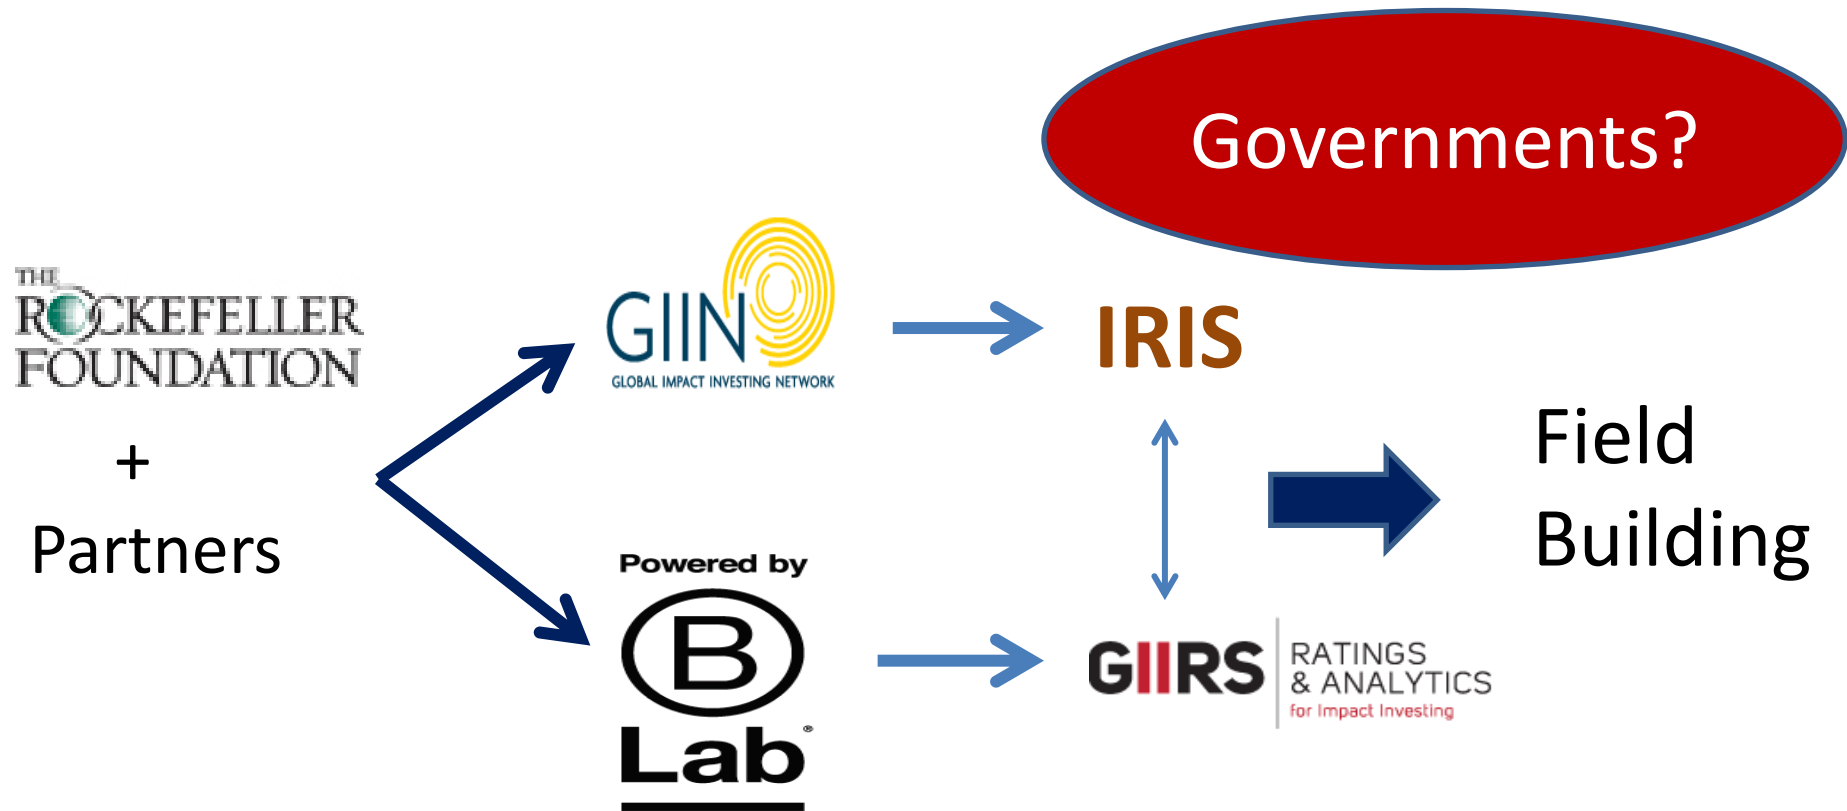 Governments?
THE
ROCKEFELLER
FOUNDATION
+
Partners
GIIN
GLOBAL IMPACT INVESTING NETWORK
IRIS
Field
Building
Powered by
B
Lab®
GIIRS
RATINGS
& ANALYTICS
for Impact Investing